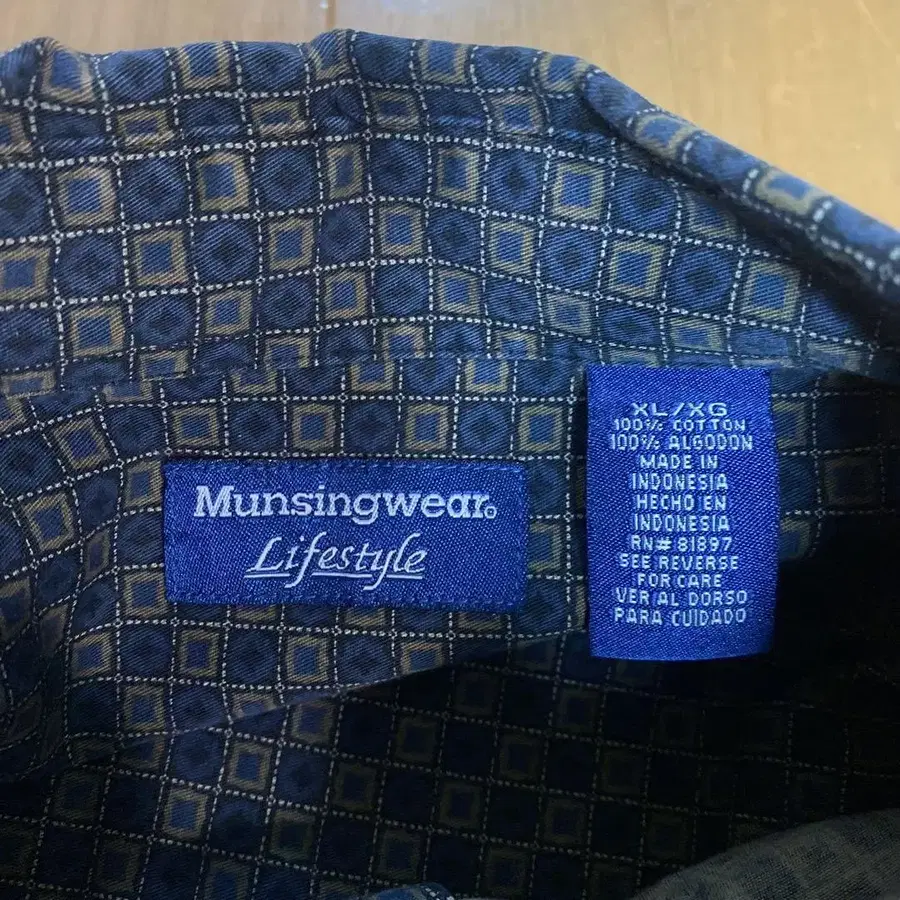 Munsingwear®
Lifestyle
XL/XG
100% COTTON
100% ALGODON
MADE IN
INDONESIA
HECHO EN
INDONESIA
RN# 81897
SEE REVERSE
FOR CARE
VER AL DORSO
PARA CUIDADO